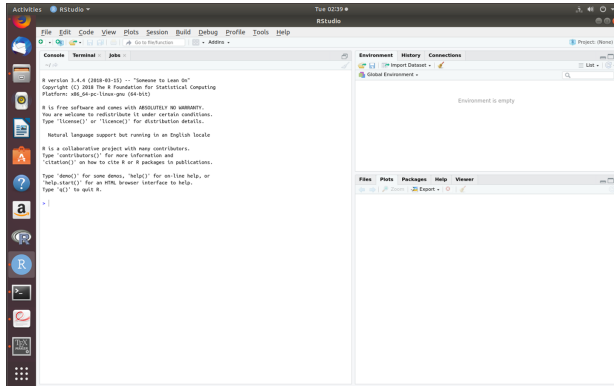 Activities RStudio Tue 02:39
RStudio
File Edit Code View Plots Session Build Debug Profile Tools Help
Go to file/function Addins Project: (None)
Console Terminal Jobs
R version 3.4.4 (2018-03-15) -- "Someone to Lean On"
Copyright (C) 2018 The R Foundation for Statistical Computing
Platform: x86_64-pc-linux-gnu (64-bit)
R is free software and comes with ABSOLUTELY NO WARRANTY.
You are welcome to redistribute it under certain conditions.
Type 'license()' or 'licence()' for distribution details.
Natural language support but running in an English locale
R is a collaborative project with many contributors.
Type 'contributors()' for more information and
'citation()' on how to cite R or R packages in publications.
Type 'demo()' for some demos, 'help()' for on-line help, or
'help.start()' for an HTML browser interface to help.
Type 'q()' to quit R.
>
Environment History Connections
Import Dataset List
Global Environment
Environment is empty
Files Plots Packages Help Viewer
Zoom Export